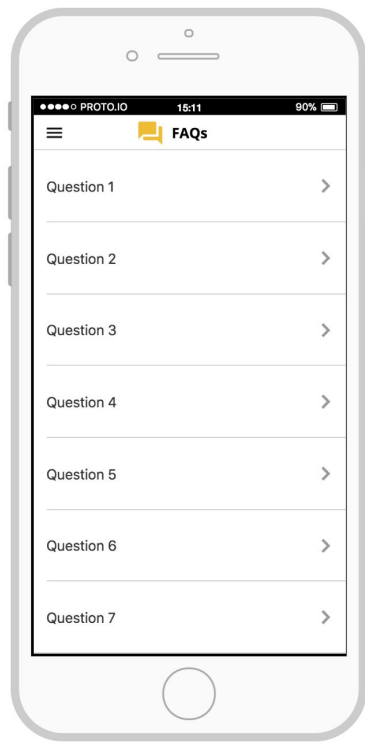 PROTO.IO 15:11 90%
FAQs
Question 1
Question 2
Question 3
Question 4
Question 5
Question 6
Question 7